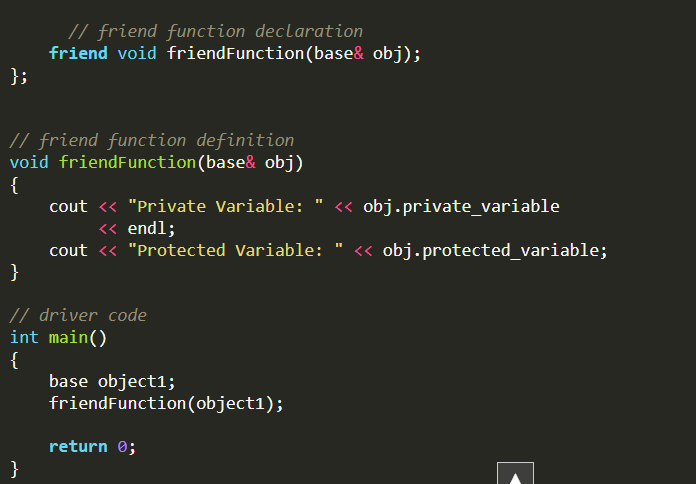 // friend function declaration
friend void friendFunction(base& obj);
};
// friend function definition
void friendFunction(base& obj)
{
cout << "Private Variable: " << obj.private_variable
<< endl;
cout << "Protected Variable: " << obj.protected_variable;
}
// driver code
int main()
{
base object1;
friendFunction(object1);
return 0;
}